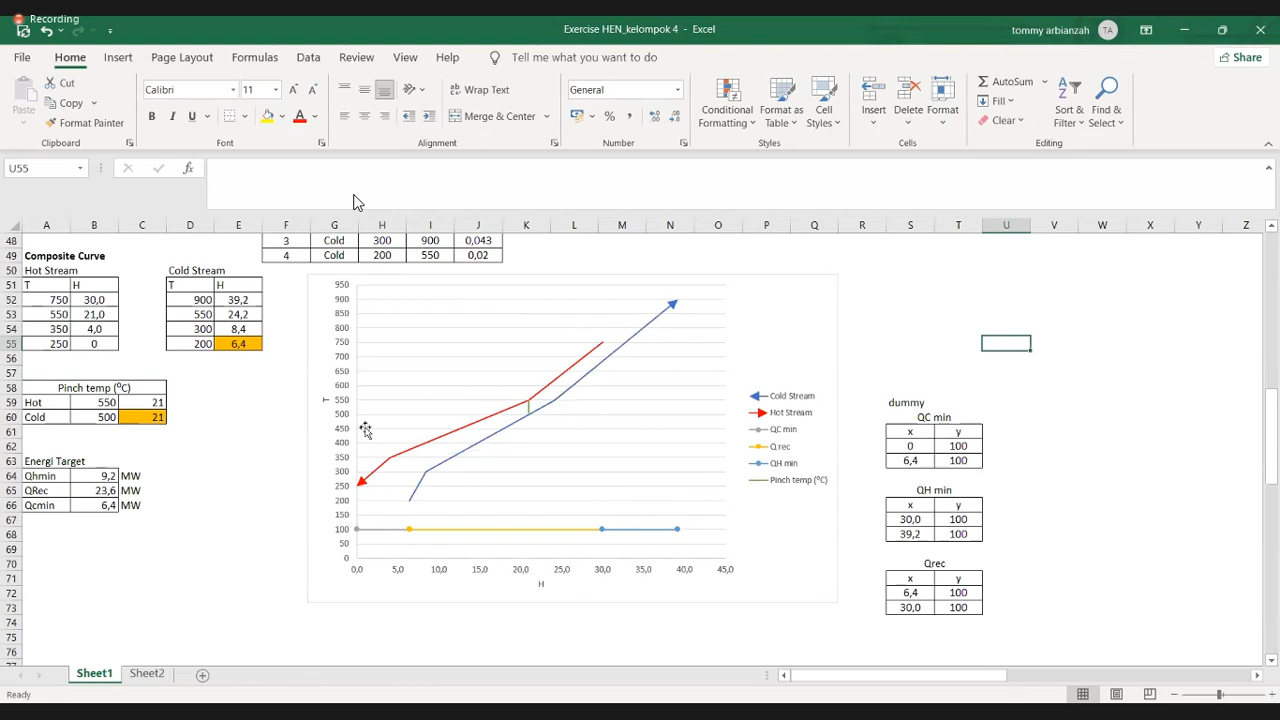 Recording
Exercise HEN_kelompok 4 - Excel
tommy arbianzah
TA
File Home Insert Page Layout Formulas Data Review View Help Tell me what you want to do
Share
Paste
Cut
Copy
Format Painter
Clipboard
Calibri 11
B I U
Font
Wrap Text
Merge & Center
Alignment
General
Number
Conditional Formatting
Format as Table
Cell Styles
Styles
Insert Delete Format
Cells
AutoSum
Fill
Clear
Sort & Filter
Find & Select
Editing
U55
fx
A B C D E F G H I J K L M N O P Q R S T U V W X Y Z
48 3 Cold 300 900 0,043
49 Composite Curve 4 Cold 200 550 0,02
50 Hot Stream Cold Stream
51 T H T H
52 750 30,0 900 39,2
53 550 21,0 550 24,2
54 350 4,0 300 8,4
55 250 0 200 6,4
56
57
58 Pinch temp (⁰C)
59 Hot 550 21
60 Cold 500 21
61
62
63 Energi Target
64 Qhmin 9,2 MW
65 QRec 23,6 MW
66 Qcmin 6,4 MW
67
68
69
70
71
72
73
74
75
76
77
950
900
850
800
750
700
650
600
550
500
450
400
350
300
250
200
150
100
50
0
T
0,0 5,0 10,0 15,0 20,0 25,0 30,0 35,0 40,0 45,0
H
Cold Stream
Hot Stream
QC min
Q rec
QH min
Pinch temp (⁰C)
dummy
QC min
x y
0 100
6,4 100
QH min
x y
30,0 100
39,2 100
Qrec
x y
6,4 100
30,0 100
Sheet1 Sheet2
Ready